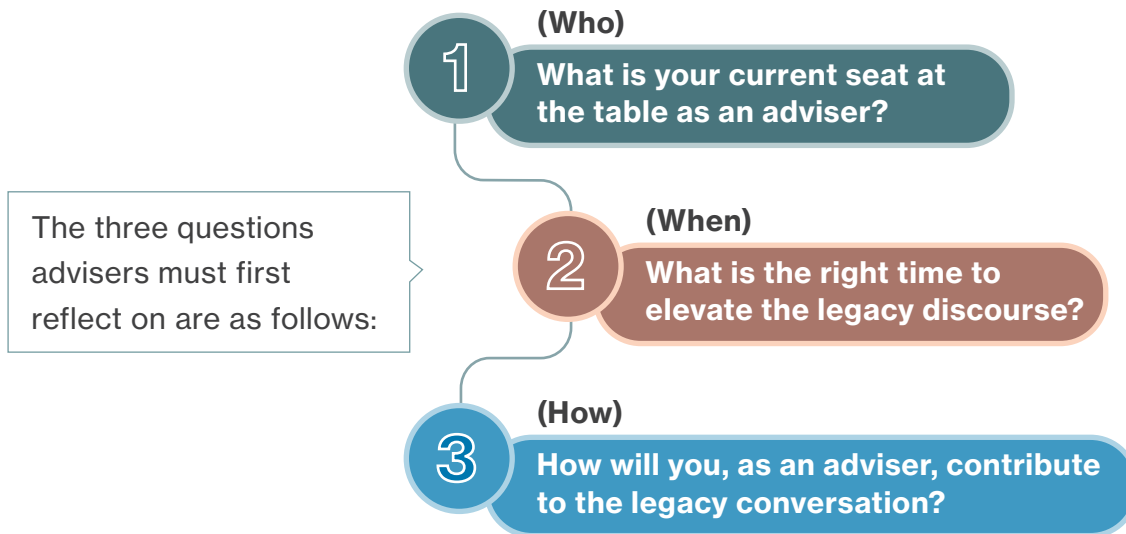 The three questions
advisers must first
reflect on are as follows:
1
(Who)
What is your current seat at
the table as an adviser?
2
(When)
What is the right time to
elevate the legacy discourse?
3
(How)
How will you, as an adviser, contribute
to the legacy conversation?